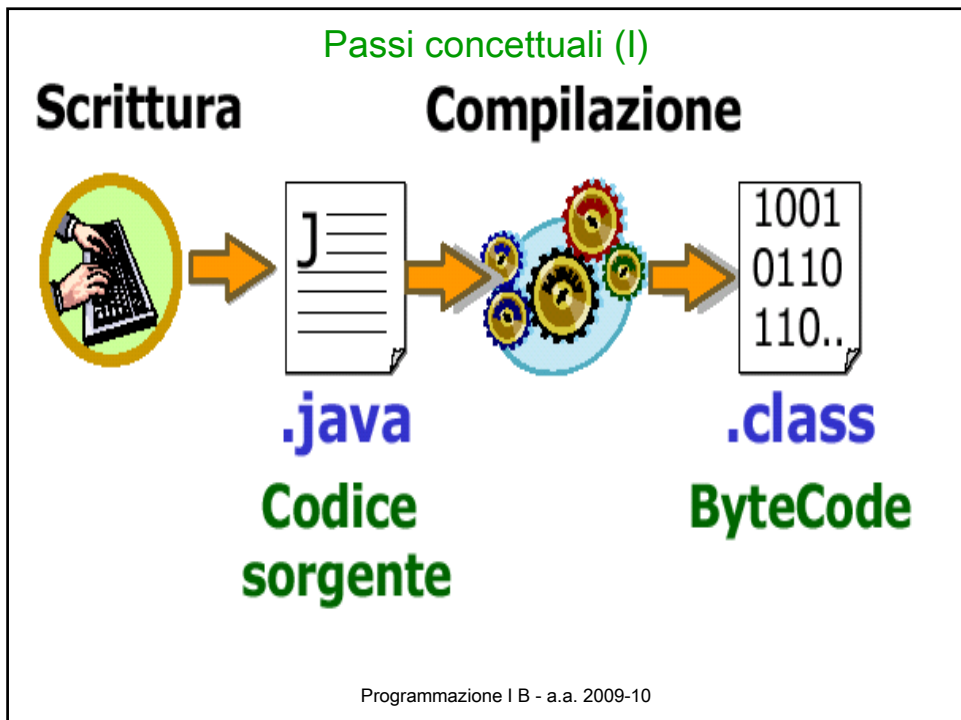 Passi concettuali (I)
Scrittura
Compilazione
J
1001
0110
110..
.java
.class
Codice
sorgente
ByteCode
Programmazione I B - a.a. 2009-10